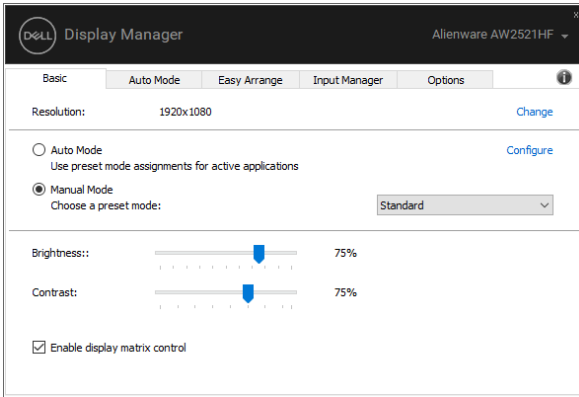 DELL Display Manager Alienware AW2521HF
Basic Auto Mode Easy Arrange Input Manager Options
Resolution: 1920x1080 Change
Auto Mode Configure
Use preset mode assignments for active applications
Manual Mode
Choose a preset mode: Standard
Brightness:: 75%
Contrast: 75%
Enable display matrix control